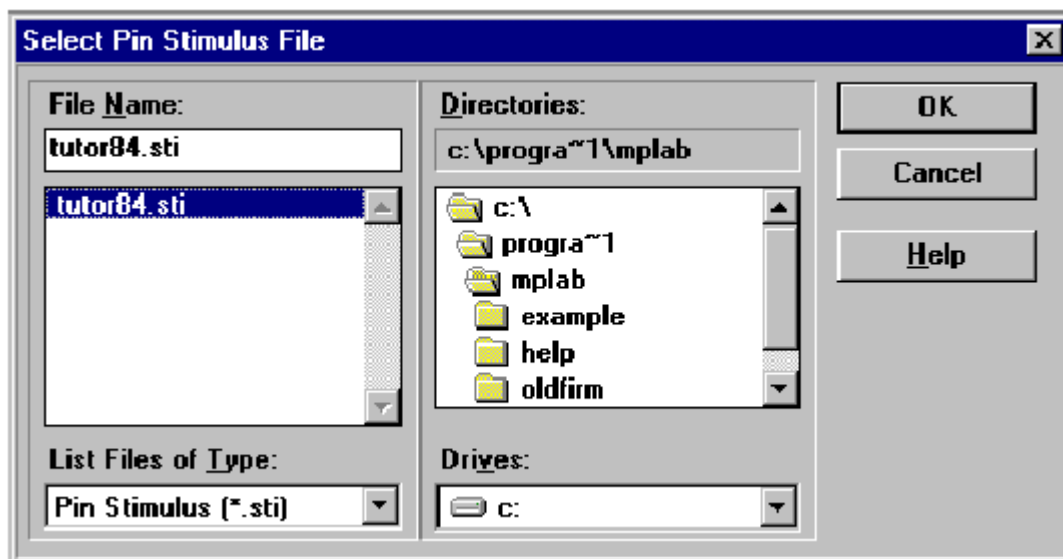 Select Pin Stimulus File
File Name:
tutor84.sti
tutor84.sti
List Files of Type:
Pin Stimulus (*.sti)
Directories:
c:\progra~1\mplab
c:\
progra~1
mplab
example
help
oldfirm
Drives:
c:
OK
Cancel
Help